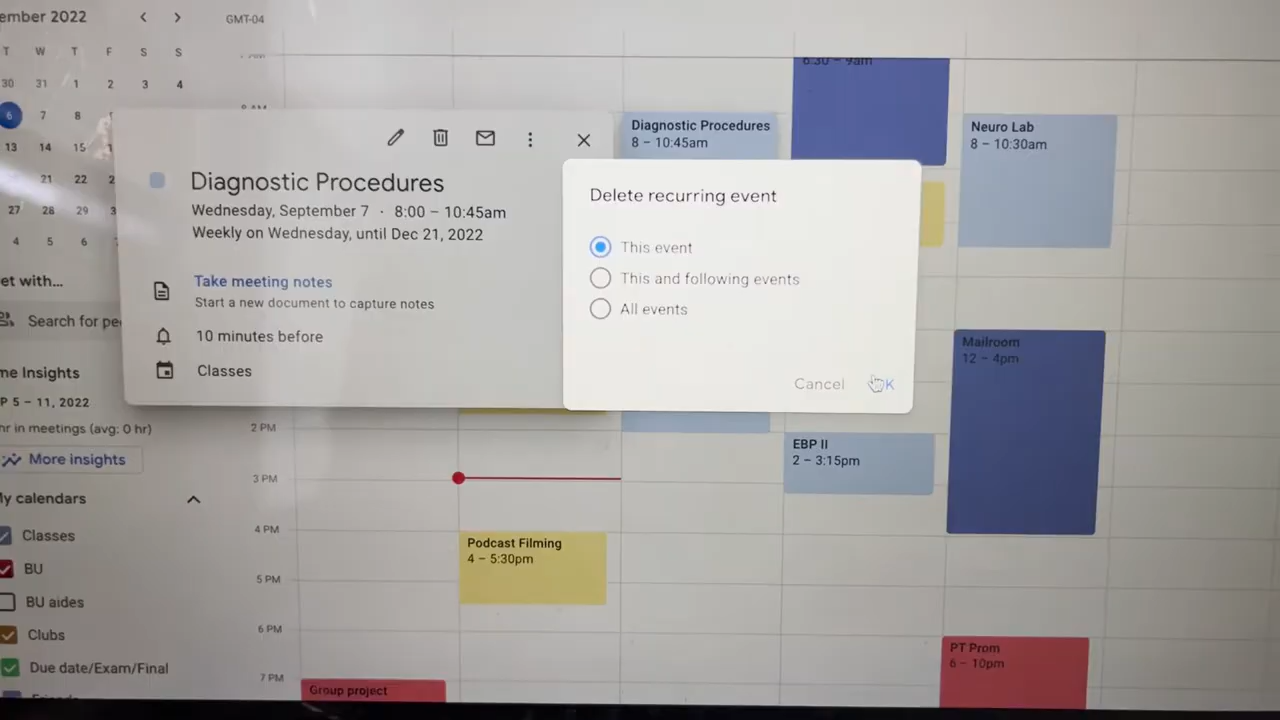 ember 2022
GMT-04
T W T F S S
30 31 1 2 3 4
6 7 8
13 14 15
21 22 2
27 28 29 3
4 5 6
et with...
Search for pe
me Insights
P 5 – 11, 2022
hr in meetings (avg: 0 hr)
More insights
My calendars
Classes
BU
BU aides
Clubs
Due date/Exam/Final
Diagnostic Procedures
Wednesday, September 7 · 8:00 – 10:45am
Weekly on Wednesday, until Dec 21, 2022
Take meeting notes
Start a new document to capture notes
10 minutes before
Classes
Delete recurring event
This event
This and following events
All events
Cancel OK
Diagnostic Procedures
8 – 10:45am
6:30 – 9am
Neuro Lab
8 – 10:30am
Mailroom
12 – 4pm
EBP II
2 – 3:15pm
Podcast Filming
4 – 5:30pm
PT Prom
6 – 10pm
Group project
2 PM
3 PM
4 PM
5 PM
6 PM
7 PM